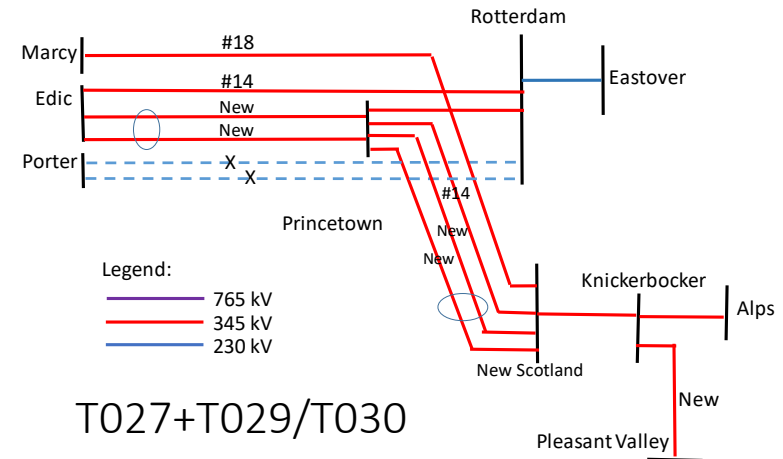 Rotterdam
Marcy
#18
Eastover
#14
Edic
New
New
Porter
X
X
#14
Princetown
New
New
Legend:
765 kV
345 kV
230 kV
Knickerbocker
Alps
New Scotland
New
T027+T029/T030
Pleasant Valley